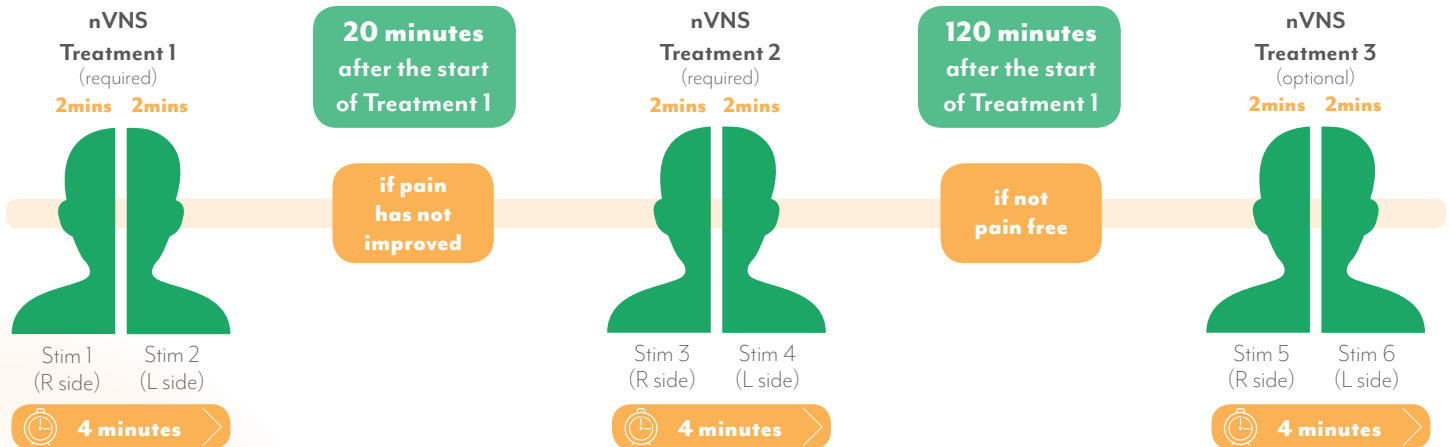 nVNS
Treatment 1
(required)
2mins 2mins
Stim 1
(R side)
Stim 2
(L side)
4 minutes
20 minutes
after the start
of Treatment 1
if pain
has not
improved
nVNS
Treatment 2
(required)
2mins 2mins
Stim 3
(R side)
Stim 4
(L side)
4 minutes
120 minutes
after the start
of Treatment 1
if not
pain free
nVNS
Treatment 3
(optional)
2mins 2mins
Stim 5
(R side)
Stim 6
(L side)
4 minutes